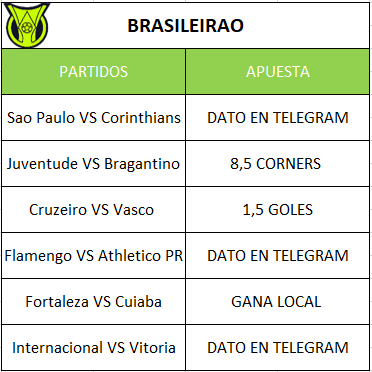 BRASILEIRAO
PARTIDOS APUESTA
Sao Paulo VS Corinthians DATO EN TELEGRAM
Juventude VS Bragantino 8,5 CORNERS
Cruzeiro VS Vasco 1,5 GOLES
Flamengo VS Athletico PR DATO EN TELEGRAM
Fortaleza VS Cuiaba GANA LOCAL
Internacional VS Vitoria DATO EN TELEGRAM